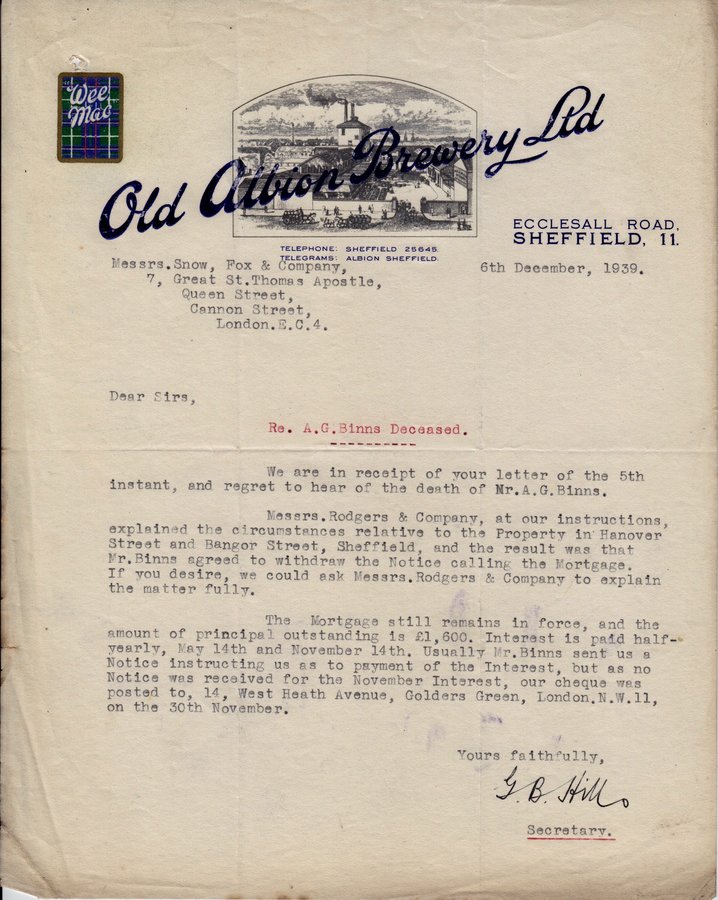 Wee
Mac
Old Albion Brewery Ltd
ECCLESALL ROAD,
SHEFFIELD, 11.
TELEPHONE: SHEFFIELD 25645.
TELEGRAMS: ALBION SHEFFIELD.
Messrs.Snow, Fox & Company,
7, Great St.Thomas Apostle,
Queen Street,
Cannon Street,
London.E.C.4.
6th December, 1939.
Dear Sirs,
Re. A.G.Binns Deceased.
We are in receipt of your letter of the 5th
instant, and regret to hear of the death of Mr.A.G.Binns.
Messrs.Rodgers & Company, at our instructions,
explained the circumstances relative to the Property in Hanover
Street and Bangor Street, Sheffield, and the result was that
Mr.Binns agreed to withdraw the Notice calling the Mortgage.
If you desire, we could ask Messrs.Rodgers & Company to explain
the matter fully.
The Mortgage still remains in force, and the
amount of principal outstanding is £1,600. Interest is paid half-
yearly, May 14th and November 14th. Usually Mr.Binns sent us a
Notice instructing us as to payment of the Interest, but as no
Notice was received for the November Interest, our cheque was
posted to, 14, West Heath Avenue, Golders Green, London.N.W.11,
on the 30th November.
Yours faithfully,
G. B. Hill
Secretary.